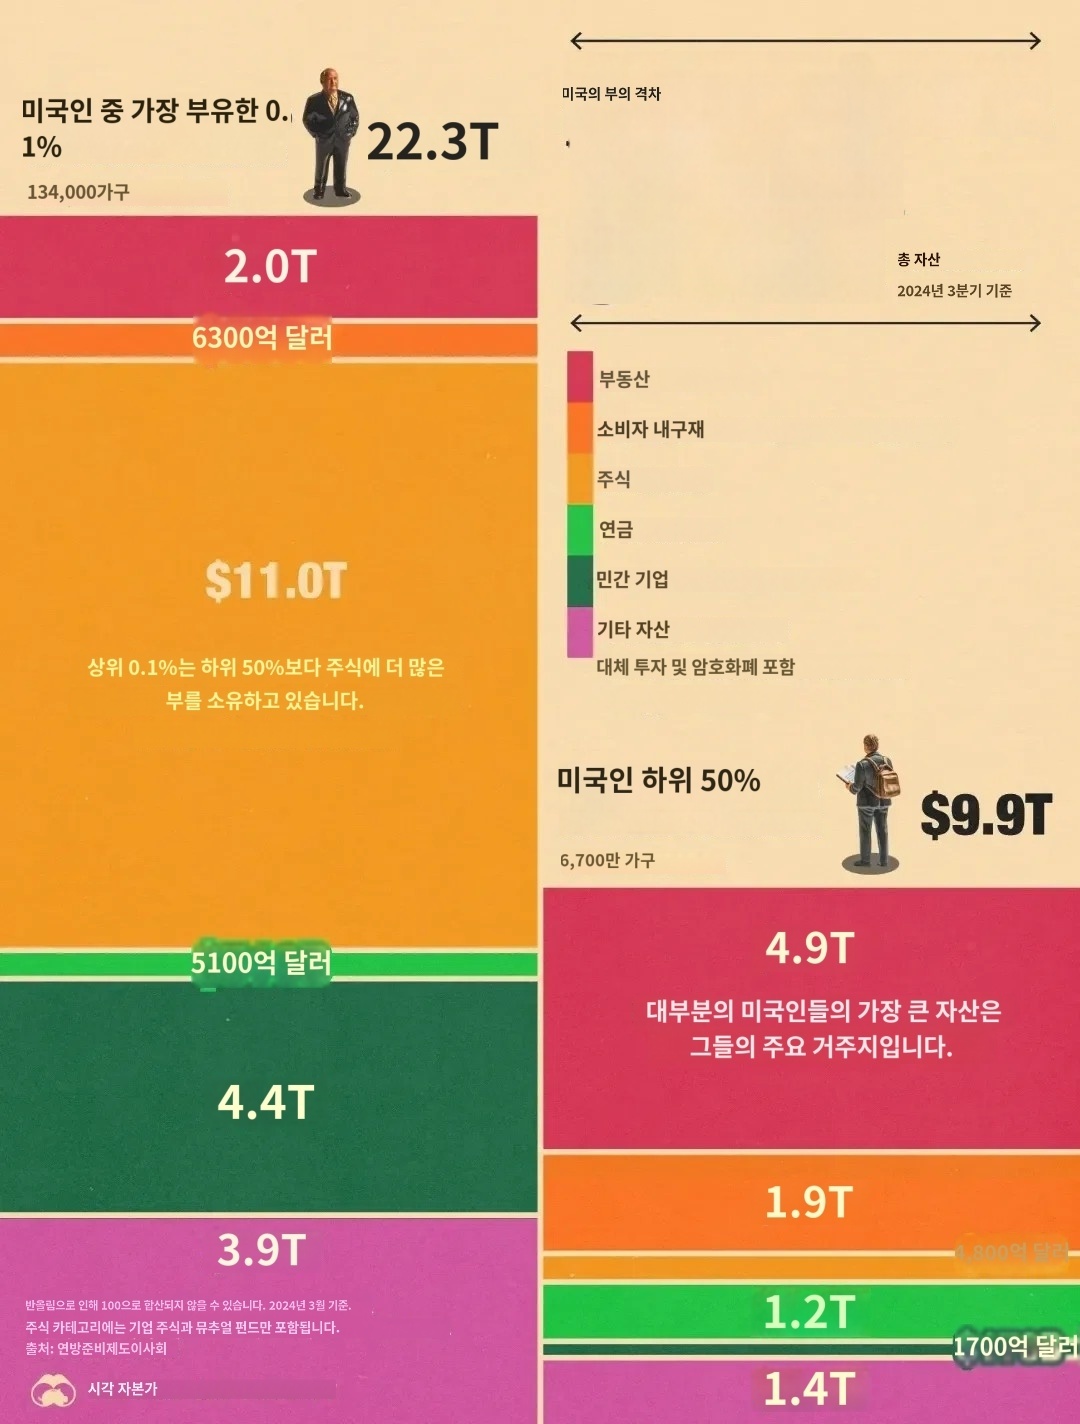 미국인 중 가장 부유한 0.
1%
22.3T
134,000가구
2.0T
6300억 달러
$11.0T
상위 0.1%는 하위 50%보다 주식에 더 많은
부를 소유하고 있습니다.
5100억 달러
4.4T
3.9T
반올림으로 인해 100으로 합산되지 않을 수 있습니다. 2024년 3월 기준.
주식 카테고리에는 기업 주식과 뮤추얼 펀드만 포함됩니다.
출처: 연방준비제도이사회
시각 자본가
미국의 부의 격차
총 자산
2024년 3분기 기준
부동산
소비자 내구재
주식
연금
민간 기업
기타 자산
대체 투자 및 암호화폐 포함
미국인 하위 50%
$9.9T
6,700만 가구
4.9T
대부분의 미국인들의 가장 큰 자산은
그들의 주요 거주지입니다.
1.9T
4,800억 달러
1.2T
1700억 달러
1.4T